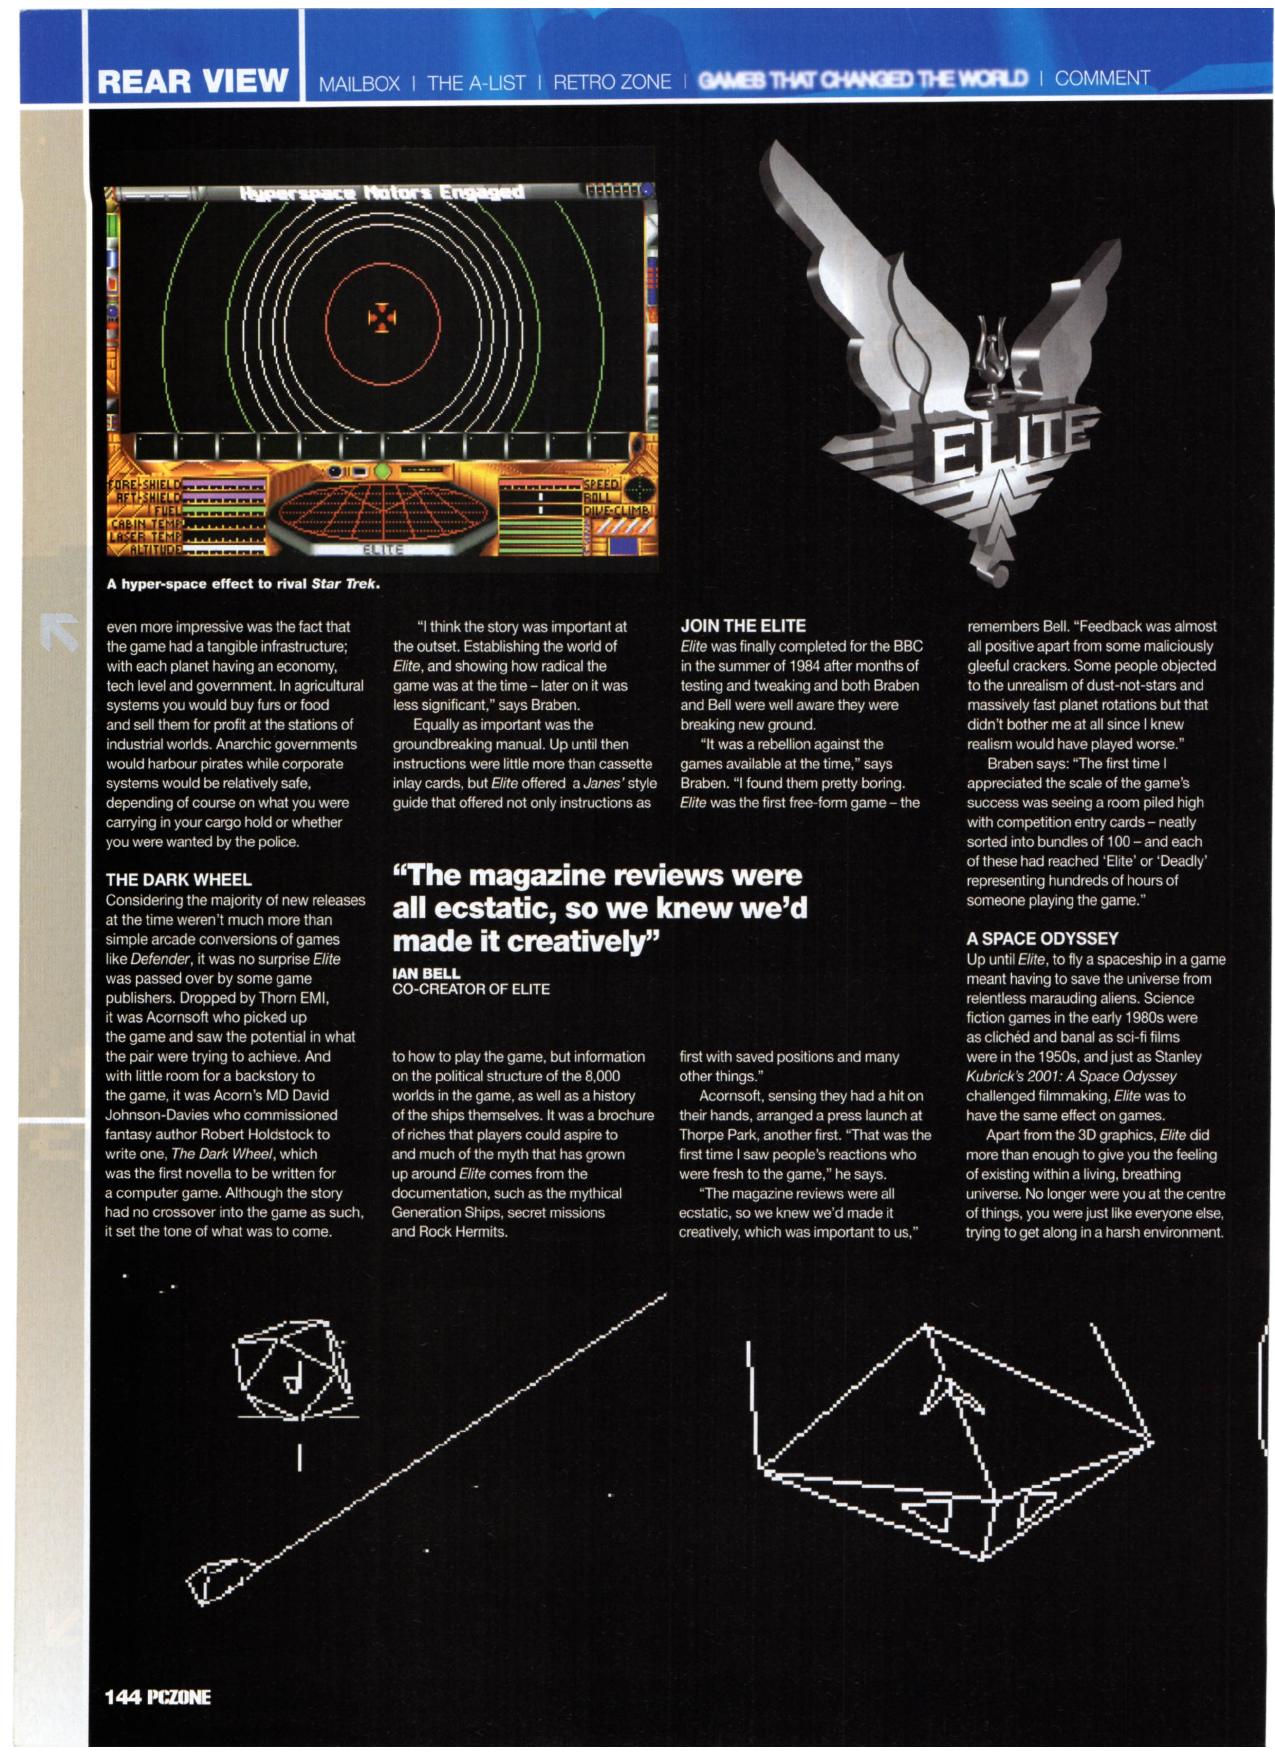 REAR VIEW
MAILBOX | THE A-LIST | RETRO ZONE | GAMES THAT CHANGED THE WORLD | COMMENT
Hyperspace Motors Engaged
FORE-SHIELD
AFT-SHIELD
FUEL
CABIN TEMP
LASER TEMP
ALTITUDE
ELITE
SPEED
ROLL
DIVE-CLIMB
ELITE
A hyper-space effect to rival Star Trek.
even more impressive was the fact that
the game had a tangible infrastructure;
with each planet having an economy,
tech level and government. In agricultural
systems you would buy furs or food
and sell them for profit at the stations of
industrial worlds. Anarchic governments
would harbour pirates while corporate
systems would be relatively safe,
depending of course on what you were
carrying in your cargo hold or whether
you were wanted by the police.
THE DARK WHEEL
Considering the majority of new releases
at the time weren't much more than
simple arcade conversions of games
like Defender, it was no surprise Elite
was passed over by some game
publishers. Dropped by Thorn EMI,
it was Acornsoft who picked up
the game and saw the potential in what
the pair were trying to achieve. And
with little room for a backstory to
the game, it was Acorn's MD David
Johnson-Davies who commissioned
fantasy author Robert Holdstock to
write one, The Dark Wheel, which
was the first novella to be written for
a computer game. Although the story
had no crossover into the game as such,
it set the tone of what was to come.
"I think the story was important at
the outset. Establishing the world of
Elite, and showing how radical the
game was at the time – later on it was
less significant," says Braben.
Equally as important was the
groundbreaking manual. Up until then
instructions were little more than cassette
inlay cards, but Elite offered a Janes' style
guide that offered not only instructions as
"The magazine reviews were
all ecstatic, so we knew we'd
made it creatively"
IAN BELL
CO-CREATOR OF ELITE
to how to play the game, but information
on the political structure of the 8,000
worlds in the game, as well as a history
of the ships themselves. It was a brochure
of riches that players could aspire to
and much of the myth that has grown
up around Elite comes from the
documentation, such as the mythical
Generation Ships, secret missions
and Rock Hermits.
JOIN THE ELITE
Elite was finally completed for the BBC
in the summer of 1984 after months of
testing and tweaking and both Braben
and Bell were well aware they were
breaking new ground.
"It was a rebellion against the
games available at the time," says
Braben. "I found them pretty boring.
Elite was the first free-form game – the
first with saved positions and many
other things."
Acornsoft, sensing they had a hit on
their hands, arranged a press launch at
Thorpe Park, another first. "That was the
first time I saw people's reactions who
were fresh to the game," he says.
"The magazine reviews were all
ecstatic, so we knew we'd made it
creatively, which was important to us,"
remembers Bell. "Feedback was almost
all positive apart from some maliciously
gleeful crackers. Some people objected
to the unrealism of dust-not-stars and
massively fast planet rotations but that
didn't bother me at all since I knew
realism would have played worse."
Braben says: "The first time I
appreciated the scale of the game's
success was seeing a room piled high
with competition entry cards – neatly
sorted into bundles of 100 – and each
of these had reached 'Elite' or 'Deadly'
representing hundreds of hours of
someone playing the game."
A SPACE ODYSSEY
Up until Elite, to fly a spaceship in a game
meant having to save the universe from
relentless marauding aliens. Science
fiction games in the early 1980s were
as clichéd and banal as sci-fi films
were in the 1950s, and just as Stanley
Kubrick's 2001: A Space Odyssey
challenged filmmaking, Elite was to
have the same effect on games.
Apart from the 3D graphics, Elite did
more than enough to give you the feeling
of existing within a living, breathing
universe. No longer were you at the centre
of things, you were just like everyone else,
trying to get along in a harsh environment.
144 PCZONE